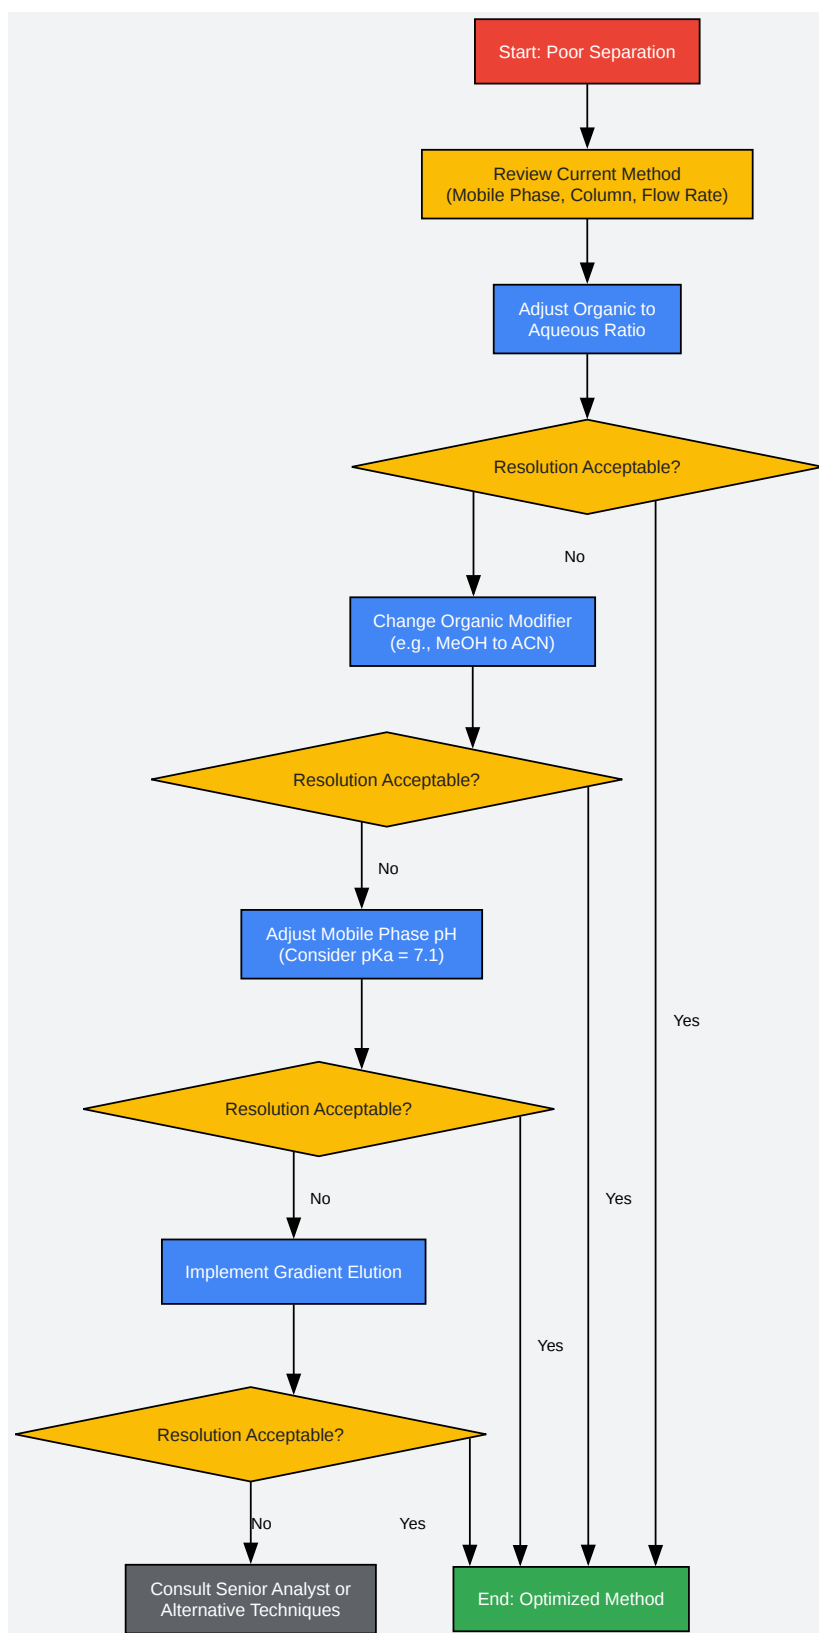 Start: Poor Separation
Review Current Method
(Mobile Phase, Column, Flow Rate)
Adjust Organic to
Aqueous Ratio
Resolution Acceptable?
No
Change Organic Modifier
(e.g., MeOH to ACN)
Resolution Acceptable?
No
Adjust Mobile Phase pH
(Consider pKa = 7.1)
Yes
Resolution Acceptable?
No
Yes
Implement Gradient Elution
Yes
Resolution Acceptable?
No
Yes
Consult Senior Analyst or
Alternative Techniques
End: Optimized Method